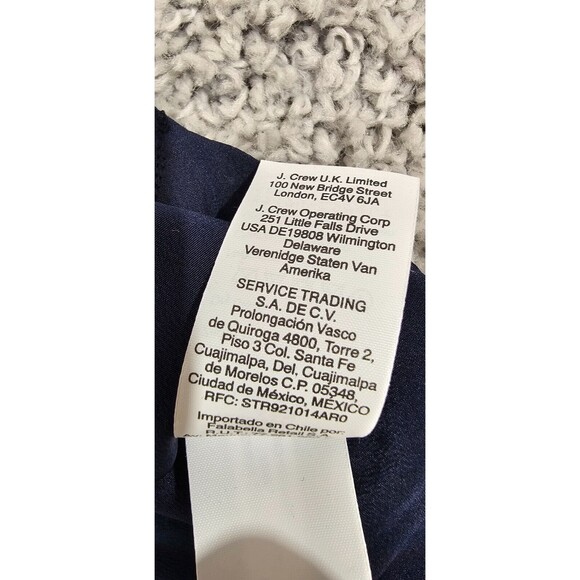 J. Crew U.K. Limited
100 New Bridge Street
London, EC4V 6JA
J. Crew Operating Corp
251 Little Falls Drive
USA DE19808 Wilmington
Delaware
Verenidge Staten Van
Amerika
SERVICE TRADING
S.A. DE C.V.
Prolongación Vasco
de Quiroga 4800, Torre 2,
Piso 3 Col. Santa Fe
Cuajimalpa, Del. Cuajimalpa
de Morelos C.P. 05348,
Ciudad de México, MÉXICO
RFC: STR921014AR0
Importado en Chile por:
Falabella Retail S.A.
R.U.T: